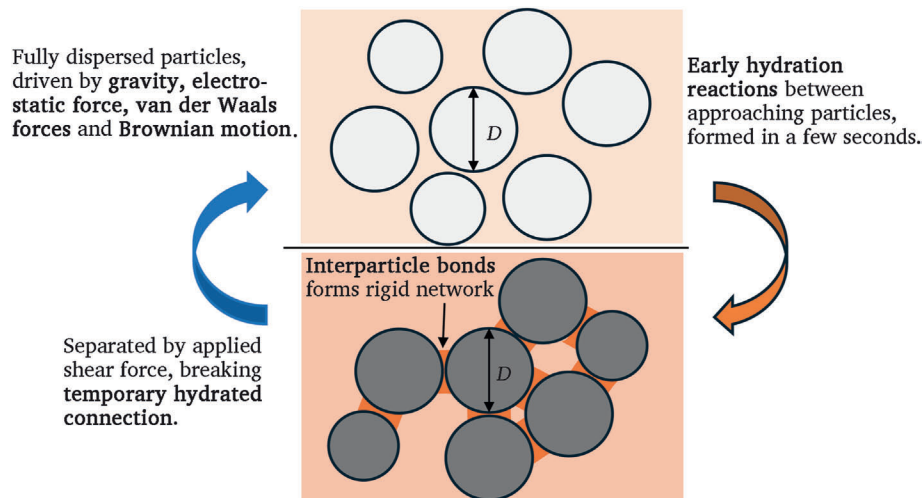 Fully dispersed particles,
driven by gravity, electro-
static force, van der Waals
forces and Brownian motion.
D
Early hydration
reactions between
approaching particles,
formed in a few seconds.
Interparticle bonds
forms rigid network
D
Separated by applied
shear force, breaking
temporary hydrated
connection.